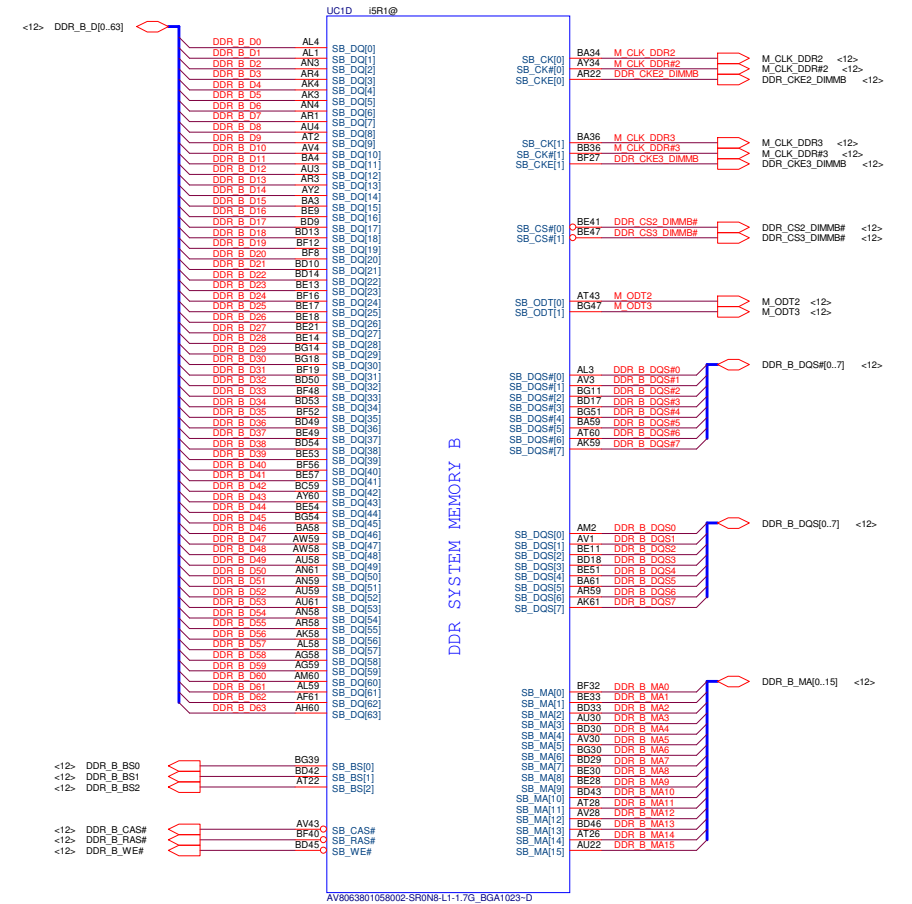 UC1D i5R1@
<12> DDR_B_D[0..63]
DDR_B_D0 AL4 SB_DQ[0]
DDR_B_D1 AL1 SB_DQ[1]
DDR_B_D2 AN3 SB_DQ[2]
DDR_B_D3 AR4 SB_DQ[3]
DDR_B_D4 AK4 SB_DQ[4]
DDR_B_D5 AK3 SB_DQ[5]
DDR_B_D6 AN4 SB_DQ[6]
DDR_B_D7 AR1 SB_DQ[7]
DDR_B_D8 AU4 SB_DQ[8]
DDR_B_D9 AT2 SB_DQ[9]
DDR_B_D10 AV4 SB_DQ[10]
DDR_B_D11 BA4 SB_DQ[11]
DDR_B_D12 AU3 SB_DQ[12]
DDR_B_D13 AR3 SB_DQ[13]
DDR_B_D14 AY2 SB_DQ[14]
DDR_B_D15 BA3 SB_DQ[15]
DDR_B_D16 BE9 SB_DQ[16]
DDR_B_D17 BD9 SB_DQ[17]
DDR_B_D18 BD13 SB_DQ[18]
DDR_B_D19 BF12 SB_DQ[19]
DDR_B_D20 BF8 SB_DQ[20]
DDR_B_D21 BD10 SB_DQ[21]
DDR_B_D22 BD14 SB_DQ[22]
DDR_B_D23 BE13 SB_DQ[23]
DDR_B_D24 BF16 SB_DQ[24]
DDR_B_D25 BE17 SB_DQ[25]
DDR_B_D26 BE18 SB_DQ[26]
DDR_B_D27 BE21 SB_DQ[27]
DDR_B_D28 BE14 SB_DQ[28]
DDR_B_D29 BG14 SB_DQ[29]
DDR_B_D30 BG18 SB_DQ[30]
DDR_B_D31 BF19 SB_DQ[31]
DDR_B_D32 BD50 SB_DQ[32]
DDR_B_D33 BF48 SB_DQ[33]
DDR_B_D34 BD53 SB_DQ[34]
DDR_B_D35 BF52 SB_DQ[35]
DDR_B_D36 BD49 SB_DQ[36]
DDR_B_D37 BE49 SB_DQ[37]
DDR_B_D38 BD54 SB_DQ[38]
DDR_B_D39 BE53 SB_DQ[39]
DDR_B_D40 BF56 SB_DQ[40]
DDR_B_D41 BE57 SB_DQ[41]
DDR_B_D42 BC59 SB_DQ[42]
DDR_B_D43 AY60 SB_DQ[43]
DDR_B_D44 BE54 SB_DQ[44]
DDR_B_D45 BG54 SB_DQ[45]
DDR_B_D46 BA58 SB_DQ[46]
DDR_B_D47 AW59 SB_DQ[47]
DDR_B_D48 AW58 SB_DQ[48]
DDR_B_D49 AU58 SB_DQ[49]
DDR_B_D50 AN61 SB_DQ[50]
DDR_B_D51 AN59 SB_DQ[51]
DDR_B_D52 AU59 SB_DQ[52]
DDR_B_D53 AU61 SB_DQ[53]
DDR_B_D54 AN58 SB_DQ[54]
DDR_B_D55 AR58 SB_DQ[55]
DDR_B_D56 AK58 SB_DQ[56]
DDR_B_D57 AL58 SB_DQ[57]
DDR_B_D58 AG58 SB_DQ[58]
DDR_B_D59 AG59 SB_DQ[59]
DDR_B_D60 AM60 SB_DQ[60]
DDR_B_D61 AL59 SB_DQ[61]
DDR_B_D62 AF61 SB_DQ[62]
DDR_B_D63 AH60 SB_DQ[63]
<12> DDR_B_BS0 BG39 SB_BS[0]
<12> DDR_B_BS1 BD42 SB_BS[1]
<12> DDR_B_BS2 AT22 SB_BS[2]
<12> DDR_B_CAS# AV43 SB_CAS#
<12> DDR_B_RAS# BF40 SB_RAS#
<12> DDR_B_WE# BD45 SB_WE#
DDR SYSTEM MEMORY B
SB_CK[0] BA34 M_CLK_DDR2 M_CLK_DDR2 <12>
SB_CK#[0] AY34 M_CLK_DDR#2 M_CLK_DDR#2 <12>
SB_CKE[0] AR22 DDR_CKE2_DIMMB DDR_CKE2_DIMMB <12>
SB_CK[1] BA36 M_CLK_DDR3 M_CLK_DDR3 <12>
SB_CK#[1] BB36 M_CLK_DDR#3 M_CLK_DDR#3 <12>
SB_CKE[1] BF27 DDR_CKE3_DIMMB DDR_CKE3_DIMMB <12>
SB_CS#[0] BE41 DDR_CS2_DIMMB# DDR_CS2_DIMMB# <12>
SB_CS#[1] BE47 DDR_CS3_DIMMB# DDR_CS3_DIMMB# <12>
SB_ODT[0] AT43 M_ODT2 M_ODT2 <12>
SB_ODT[1] BG47 M_ODT3 M_ODT3 <12>
DDR_B_DQS#[0..7] <12>
SB_DQS#[0] AL3 DDR_B_DQS#0
SB_DQS#[1] AV3 DDR_B_DQS#1
SB_DQS#[2] BG11 DDR_B_DQS#2
SB_DQS#[3] BD17 DDR_B_DQS#3
SB_DQS#[4] BG51 DDR_B_DQS#4
SB_DQS#[5] BA59 DDR_B_DQS#5
SB_DQS#[6] AT60 DDR_B_DQS#6
SB_DQS#[7] AK59 DDR_B_DQS#7
DDR_B_DQS[0..7] <12>
SB_DQS[0] AM2 DDR_B_DQS0
SB_DQS[1] AV1 DDR_B_DQS1
SB_DQS[2] BE11 DDR_B_DQS2
SB_DQS[3] BD18 DDR_B_DQS3
SB_DQS[4] BE51 DDR_B_DQS4
SB_DQS[5] BA61 DDR_B_DQS5
SB_DQS[6] AR59 DDR_B_DQS6
SB_DQS[7] AK61 DDR_B_DQS7
DDR_B_MA[0..15] <12>
SB_MA[0] BF32 DDR_B_MA0
SB_MA[1] BE33 DDR_B_MA1
SB_MA[2] BD33 DDR_B_MA2
SB_MA[3] AU30 DDR_B_MA3
SB_MA[4] BD30 DDR_B_MA4
SB_MA[5] AV30 DDR_B_MA5
SB_MA[6] BG30 DDR_B_MA6
SB_MA[7] BD29 DDR_B_MA7
SB_MA[8] BE30 DDR_B_MA8
SB_MA[9] BE28 DDR_B_MA9
SB_MA[10] BD43 DDR_B_MA10
SB_MA[11] AT28 DDR_B_MA11
SB_MA[12] AV28 DDR_B_MA12
SB_MA[13] BD46 DDR_B_MA13
SB_MA[14] AT26 DDR_B_MA14
SB_MA[15] AU22 DDR_B_MA15
AV8063801058002-SR0N8-L1-1.7G_BGA1023~D